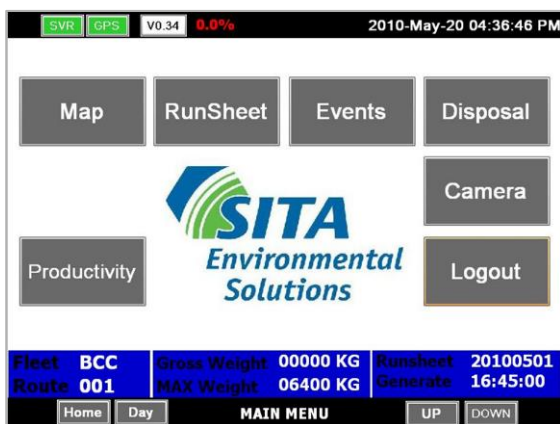 SVR GPS V0.34 0.0% 2010-May-20 04:36:46 PM
Map RunSheet Events Disposal
Camera
SITA
Productivity Environmental Logout
Solutions
Fleet BCC Gross Weight 00000 KG Runsheet 20100501
Route 001 MAX Weight 06400 KG Generate 16:45:00
Home Day MAIN MENU UP DOWN